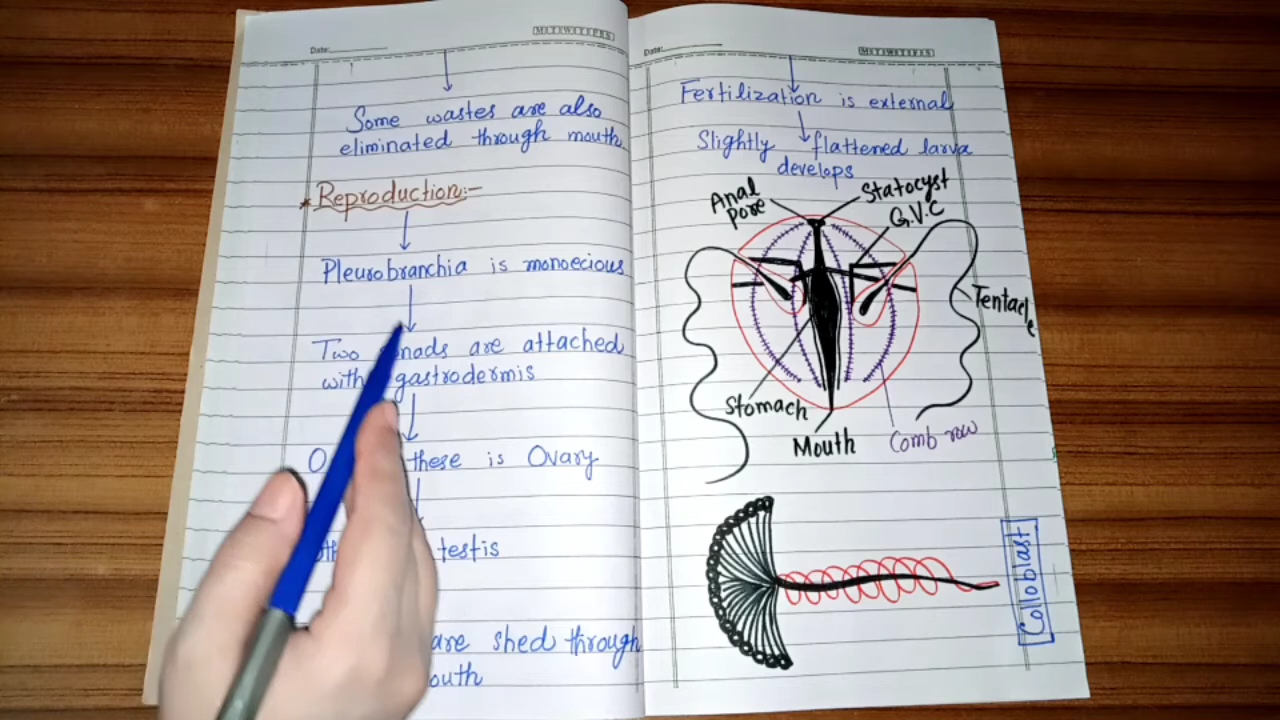 Date:
Some wastes are also
eliminated through mouth
* Reproduction:-
Pleurobranchia is monoecious
Two are attached
with gastrodermis
these is Ovary
testis
are shed through
Date:
Fertilization is external
Slightly flattened larva
develops
Anal
pore
Statocyst
G.V.C
Tentacle
Stomach
Mouth
Comb row
Colloblast